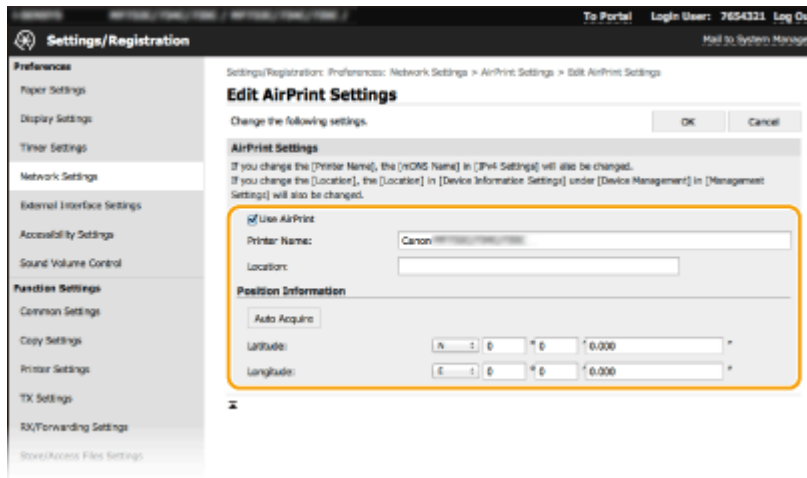 To Portal Login User: 7654321 Log Ou
Settings/Registration
Mail to System Manage
Preferences
Paper Settings
Display Settings
Timer Settings
Network Settings
External Interface Settings
Accessibility Settings
Sound Volume Control
Function Settings
Common Settings
Copy Settings
Printer Settings
TX Settings
RX/Forwarding Settings
Store/Access Files Settings
Settings/Registration: Preferences: Network Settings > AirPrint Settings > Edit AirPrint Settings
Edit AirPrint Settings
Change the following settings.
OK Cancel
AirPrint Settings
If you change the [Printer Name], the [mDNS Name] in [IPv4 Settings] will also be changed.
If you change the [Location], the [Location] in [Device Information Settings] under [Device Management] in [Management
Settings] will also be changed.
Use AirPrint
Printer Name: Canon
Location:
Position Information
Auto Acquire
Latitude: N 0 ° 0 ' 0.000 "
Longitude: E 0 ° 0 ' 0.000 "